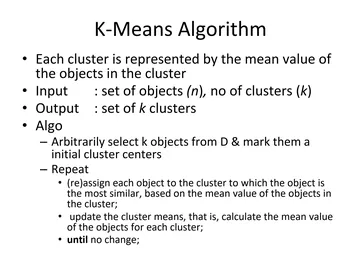 K-Means Algorithm
• Each cluster is represented by the mean value of
the objects in the cluster
• Input : set of objects (n), no of clusters (k)
• Output : set of k clusters
• Algo
– Arbitrarily select k objects from D & mark them a
initial cluster centers
– Repeat
• (re)assign each object to the cluster to which the object is
the most similar, based on the mean value of the objects in
the cluster;
• update the cluster means, that is, calculate the mean value
of the objects for each cluster;
• until no change;